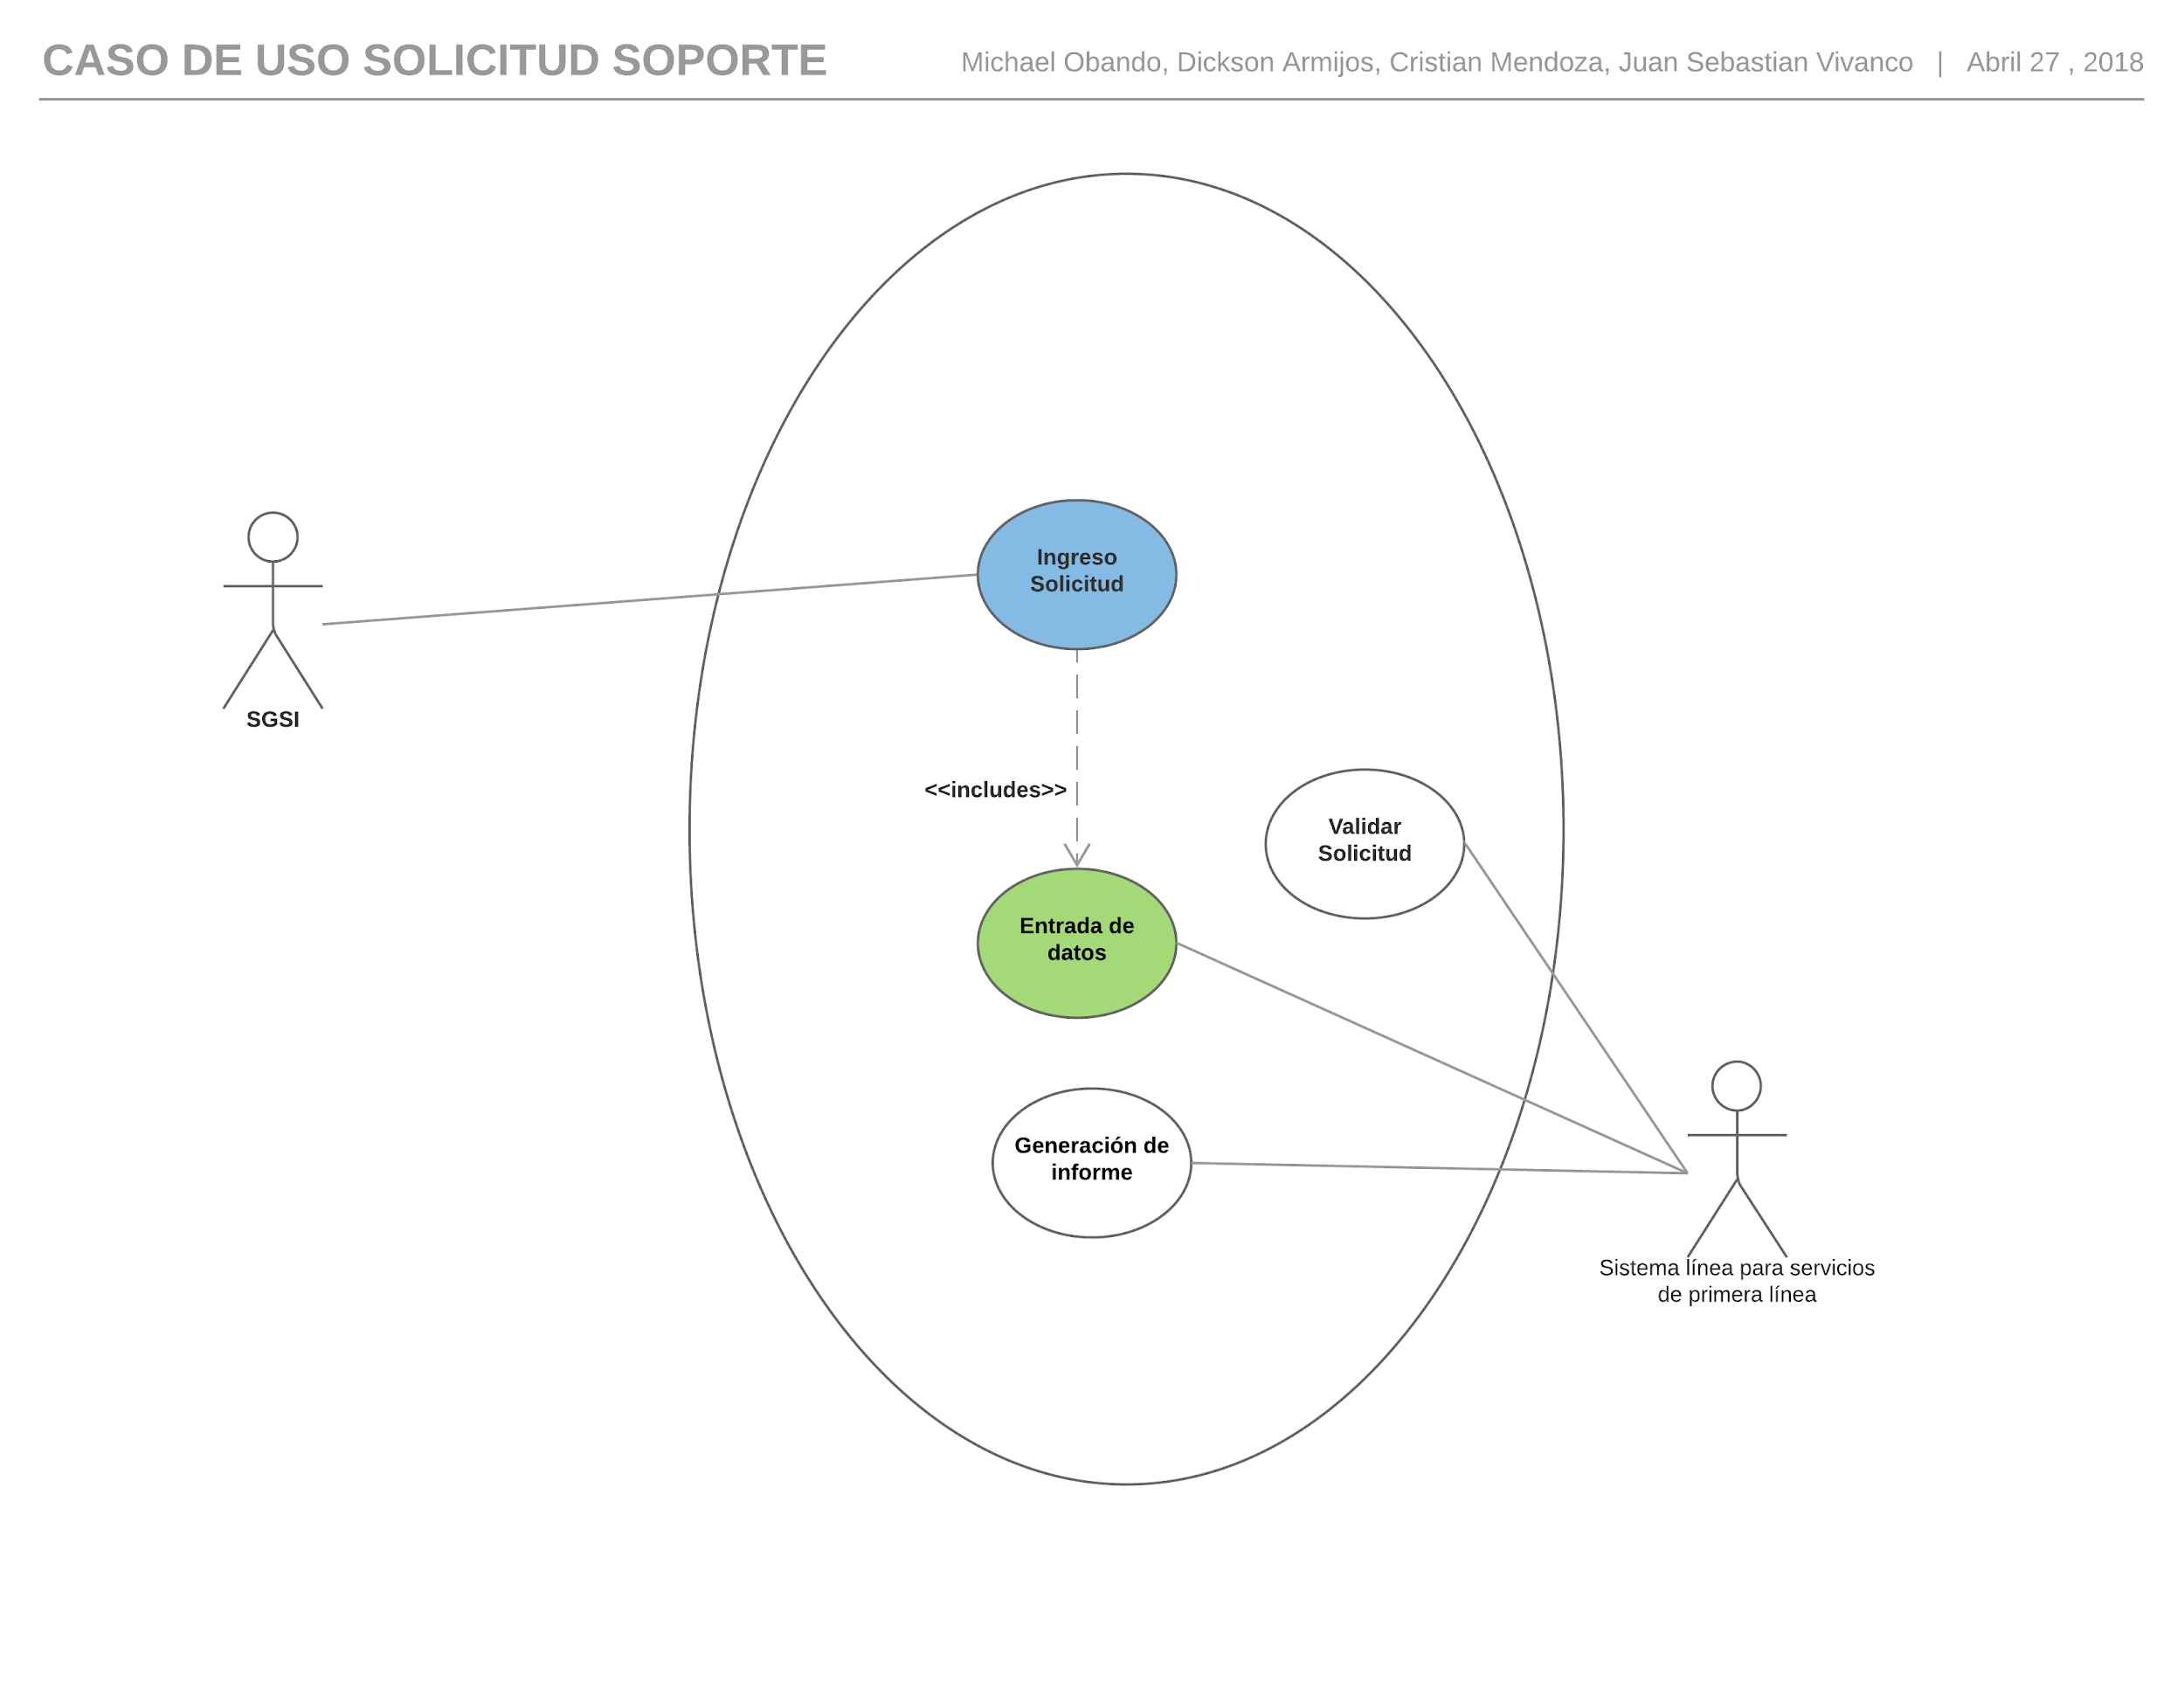 CASO DE USO SOLICITUD SOPORTE
Michael Obando, Dickson Armijos, Cristian Mendoza, Juan Sebastian Vivanco | Abril 27 , 2018
Ingreso
Solicitud
SGSI
<<includes>>
Validar
Solicitud
Entrada de
datos
Generación de
informe
Sistema línea para servicios
de primera línea